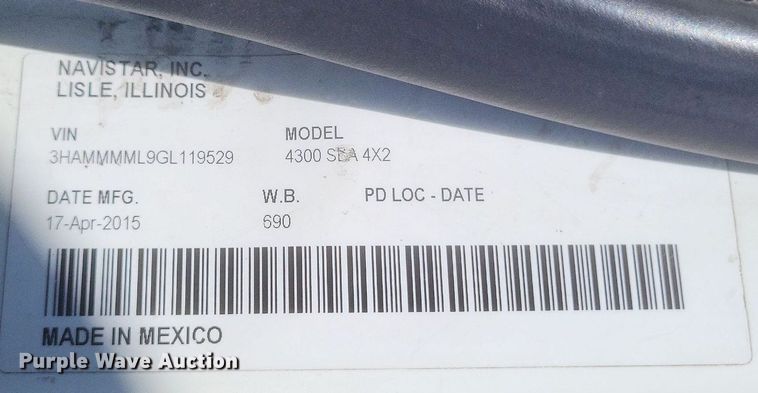 NAVISTAR, INC.
LISLE, ILLINOIS
VIN MODEL
3HAMMMML9GL119529 4300 SBA 4X2
DATE MFG. W.B. PD LOC - DATE
17-Apr-2015 690
MADE IN MEXICO
Purple Wave Auction